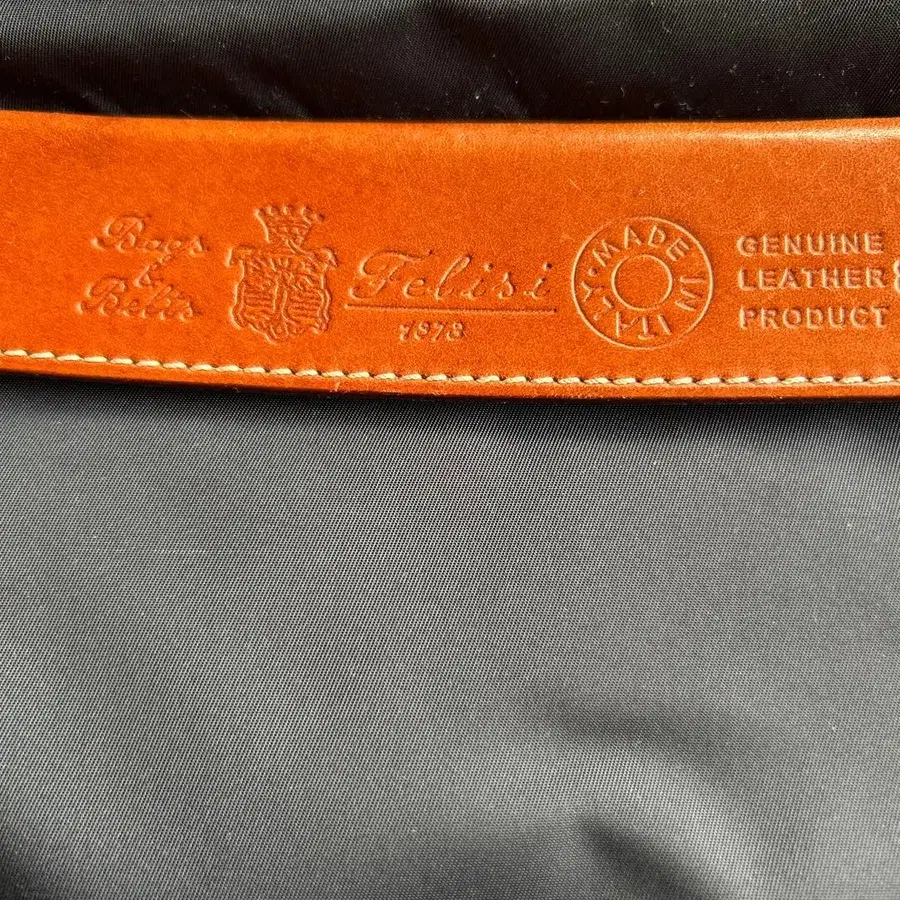 Bags
&
Belts
Felisi
1973
MADE IN ITALY
GENUINE
LEATHER
PRODUCT